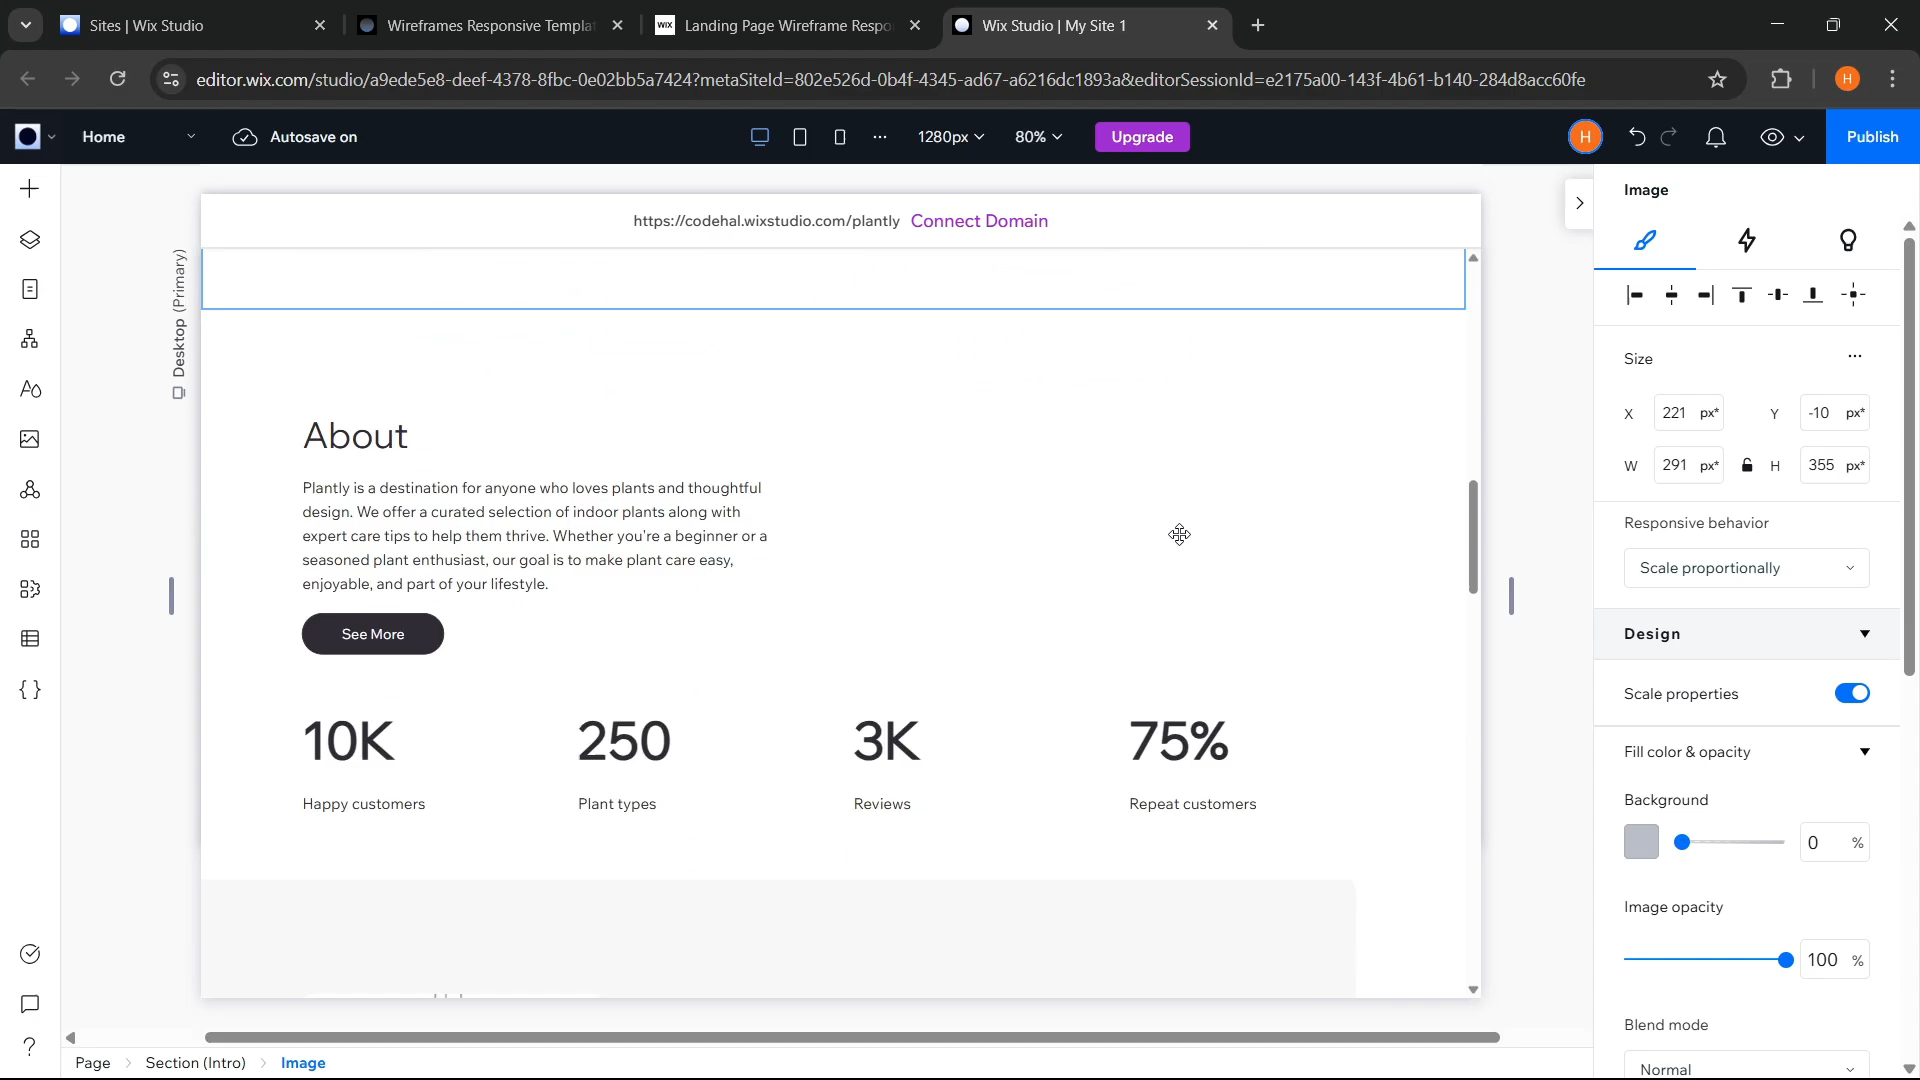 Sites | Wix Studio
Wireframes Responsive Templat
WIX
Landing Page Wireframe Respo
Wix Studio | My Site 1
editor.wix.com/studio/a9ede5e8-deef-4378-8fbc-0e02bb5a7424?metaSiteId=802e526d-0b4f-4345-ad67-a6216dc1893a&editorSessionId=e2175a00-143f-4b61-b140-284d8acc60fe
H
Home
Autosave on
1280px
80%
Upgrade
H
Publish
Desktop (Primary)
https://codehal.wixstudio.com/plantly Connect Domain
About
Plantly is a destination for anyone who loves plants and thoughtful
design. We offer a curated selection of indoor plants along with
expert care tips to help them thrive. Whether you're a beginner or a
seasoned plant enthusiast, our goal is to make plant care easy,
enjoyable, and part of your lifestyle.
See More
10K
250
3K
75%
Happy customers
Plant types
Reviews
Repeat customers
Image
Size
X 221 px* Y -10 px*
W 291 px* H 355 px*
Responsive behavior
Scale proportionally
Design
Scale properties
Fill color & opacity
Background
0 %
Image opacity
100 %
Blend mode
Normal
Page > Section (Intro) > Image